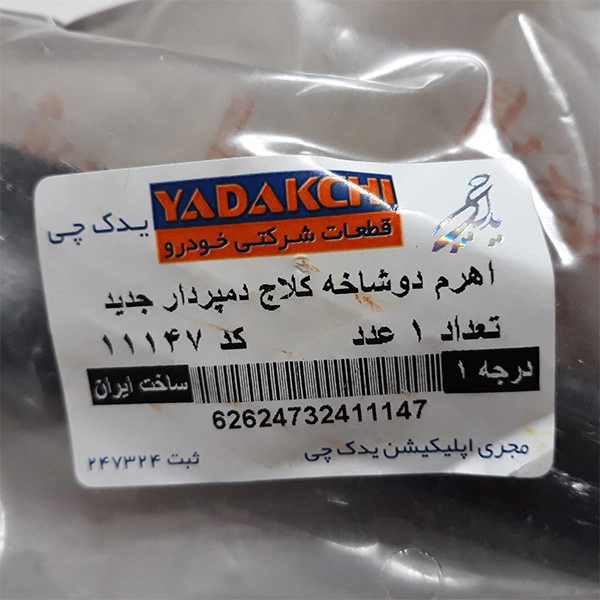 YADAKCHI
قطعات شرکتی خودرو
یدک چی
یدکچی
اهرم دوشاخه کلاج دمپردار جدید
تعداد ۱ عدد کد ۱۱۱۴۷
درجه ۱ ساخت ایران
62624732411147
مجری اپلیکیشن یدک چی ثبت ۲۴۷۳۲۴